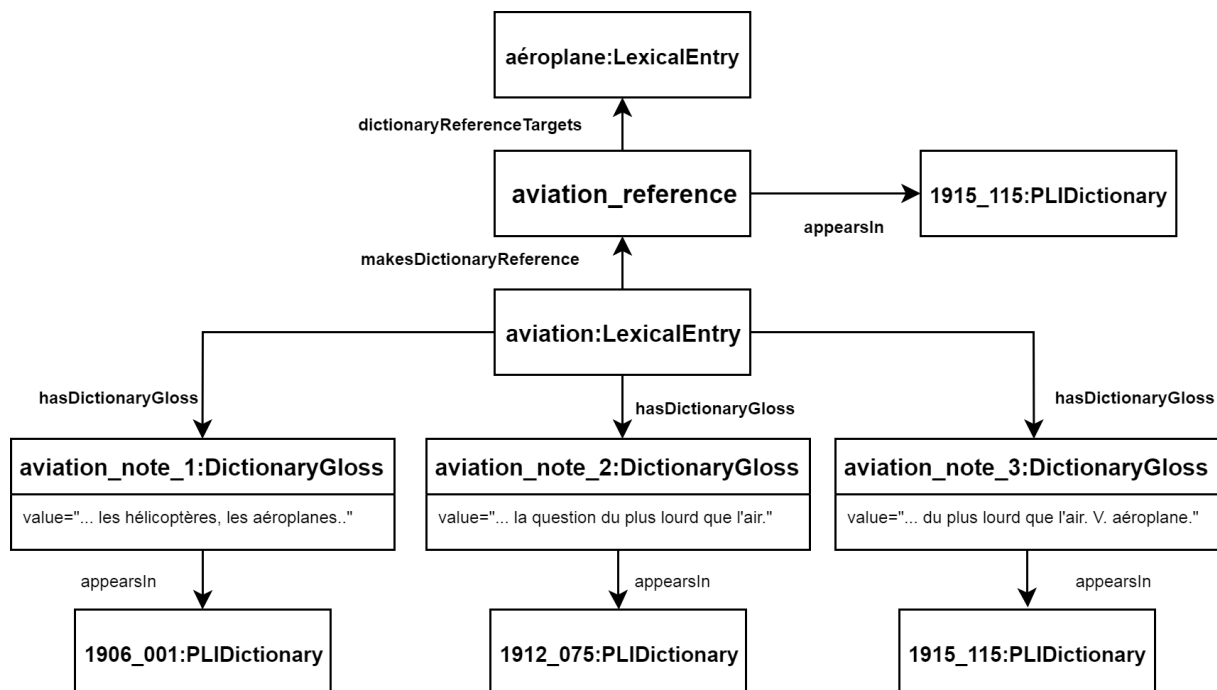 aéroplane:LexicalEntry
dictionaryReferenceTargets
aviation_reference
1915_115:PLIDictionary
appearsIn
makesDictionaryReference
aviation:LexicalEntry
hasDictionaryGloss
hasDictionaryGloss
hasDictionaryGloss
aviation_note_1:DictionaryGloss
aviation_note_2:DictionaryGloss
aviation_note_3:DictionaryGloss
value="... les hélicoptères, les aéroplanes.."
value="... la question du plus lourd que l'air."
value="... du plus lourd que l'air. V. aéroplane."
appearsIn
appearsIn
appearsIn
1906_001:PLIDictionary
1912_075:PLIDictionary
1915_115:PLIDictionary